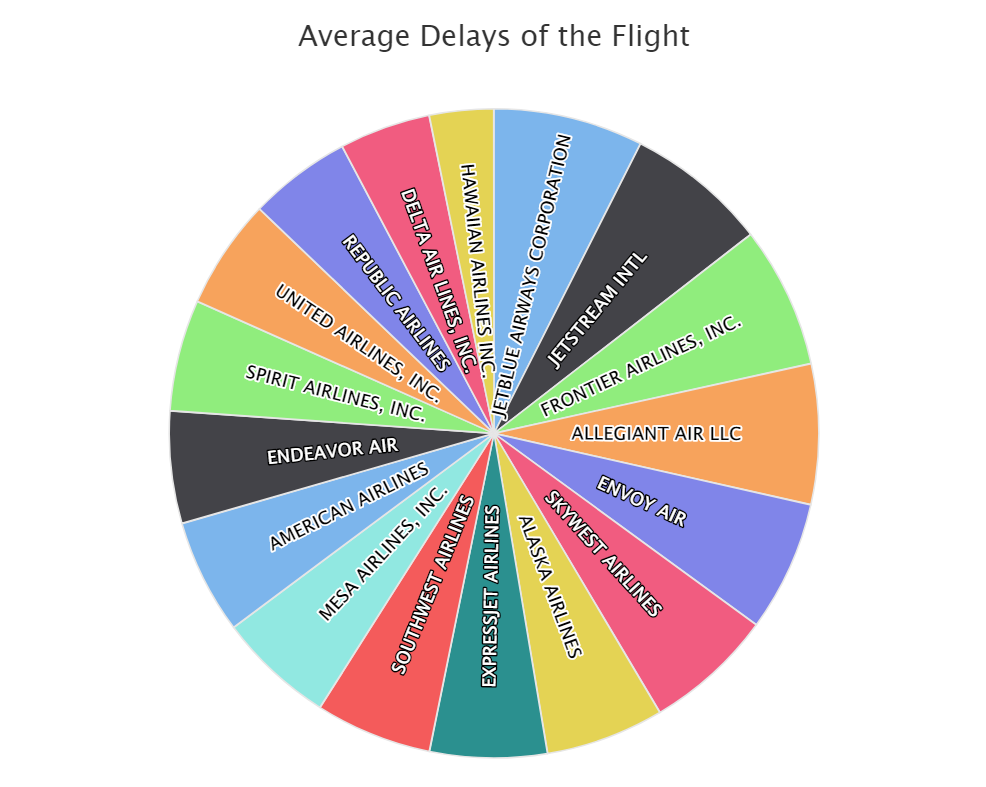 Average Delays of the Flight
JETBLUE AIRWAYS CORPORATION
JETSTREAM INTL
FRONTIER AIRLINES, INC.
ALLEGIANT AIR LLC
ENVOY AIR
SKYWEST AIRLINES
ALASKA AIRLINES
EXPRESSJET AIRLINES
SOUTHWEST AIRLINES
MESA AIRLINES, INC.
AMERICAN AIRLINES
ENDEAVOR AIR
SPIRIT AIRLINES, INC.
UNITED AIRLINES, INC.
REPUBLIC AIRLINES
DELTA AIR LINES, INC.
HAWAIIAN AIRLINES INC.